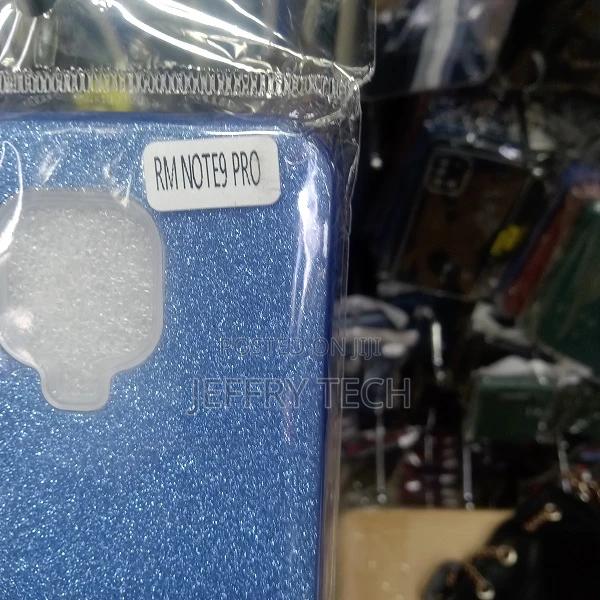 RM NOTE9 PRO
POSTED ON JIJI
JEFFRY TECH